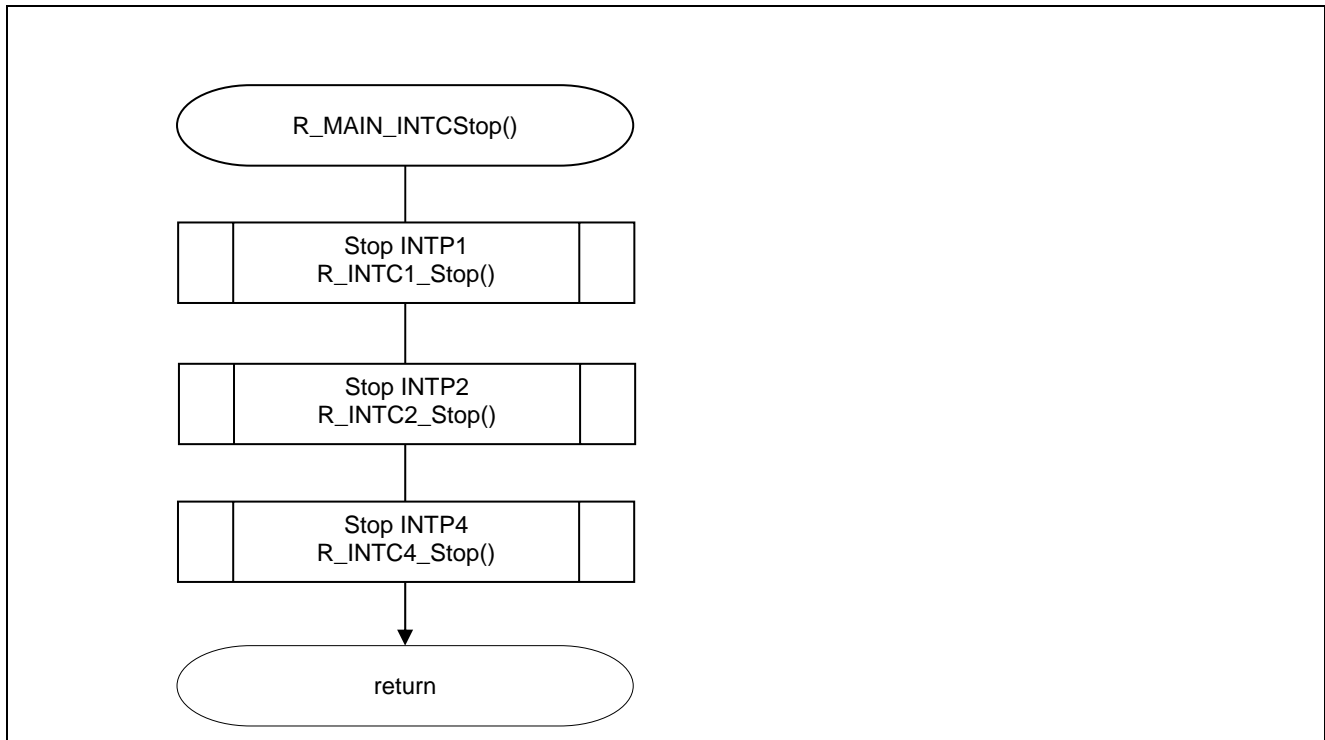 R_MAIN_INTCStop()
Stop INTP1
R_INTC1_Stop()
Stop INTP2
R_INTC2_Stop()
Stop INTP4
R_INTC4_Stop()
return